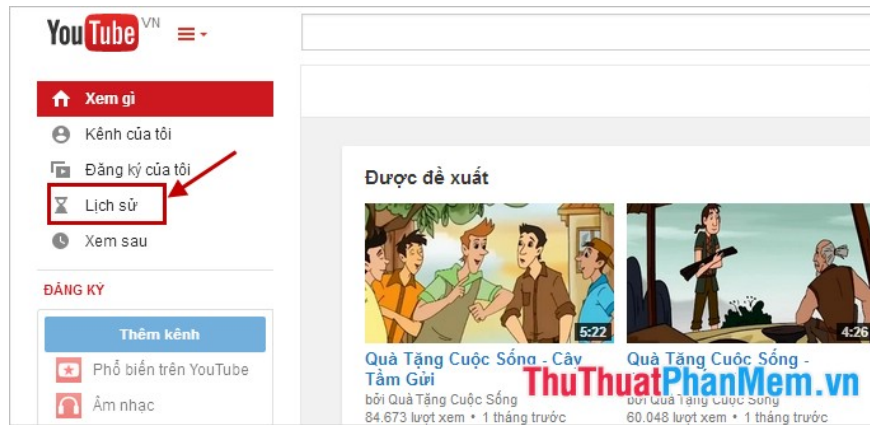 YouTube VN
Xem gì
Kênh của tôi
Đăng ký của tôi
Lịch sử
Xem sau
ĐĂNG KÝ
Thêm kênh
Phổ biến trên YouTube
Âm nhạc
Được đề xuất
5:22
4:26
Quà Tặng Cuộc Sống - Cây
Tầm Gửi
bởi Quà Tặng Cuộc Sống
84.673 lượt xem • 1 tháng trước
Quà Tặng Cuộc Sống -
bởi Quà Tặng Cuộc Sống
60.048 lượt xem • 1 tháng trước
ThuThuatPhanMem.vn